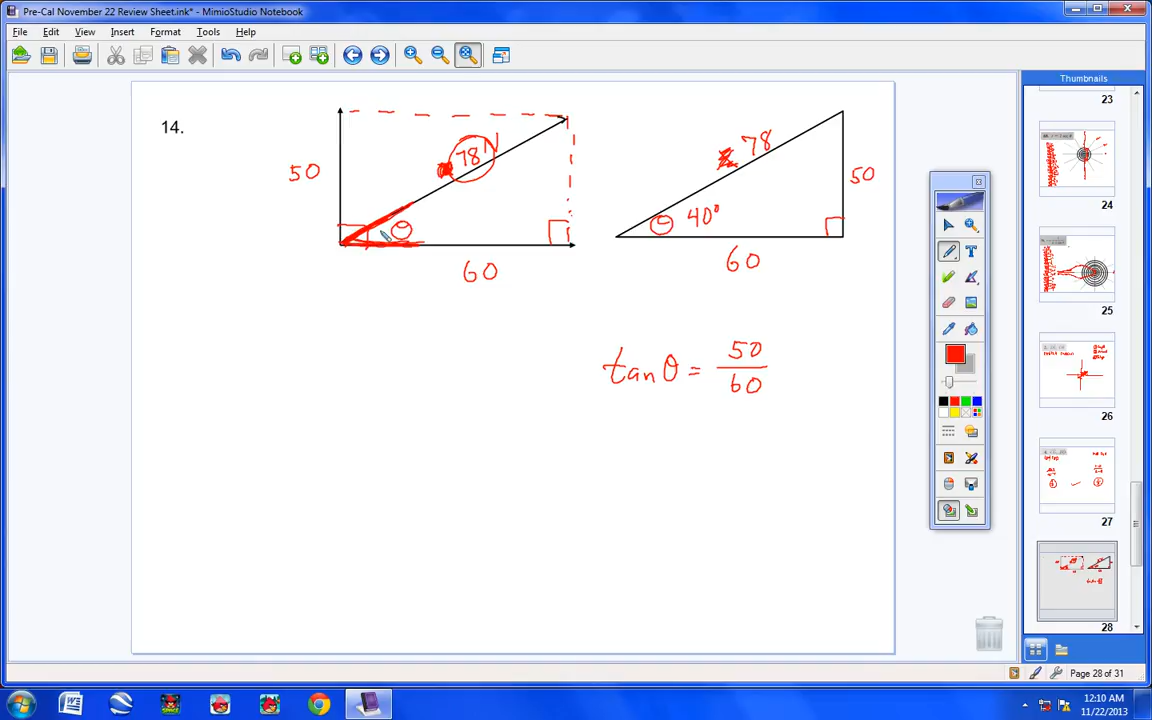 Pre-Cal November 22 Review Sheet.ink* - MimioStudio Notebook
File Edit View Insert Format Tools Help
Thumbnails
14.
50
78
N
θ
60
78
50
θ 40°
60
tan θ = 50
60
T
23
24
25
26
27
28
Page 28 of 31
W
12:10 AM
11/22/2013